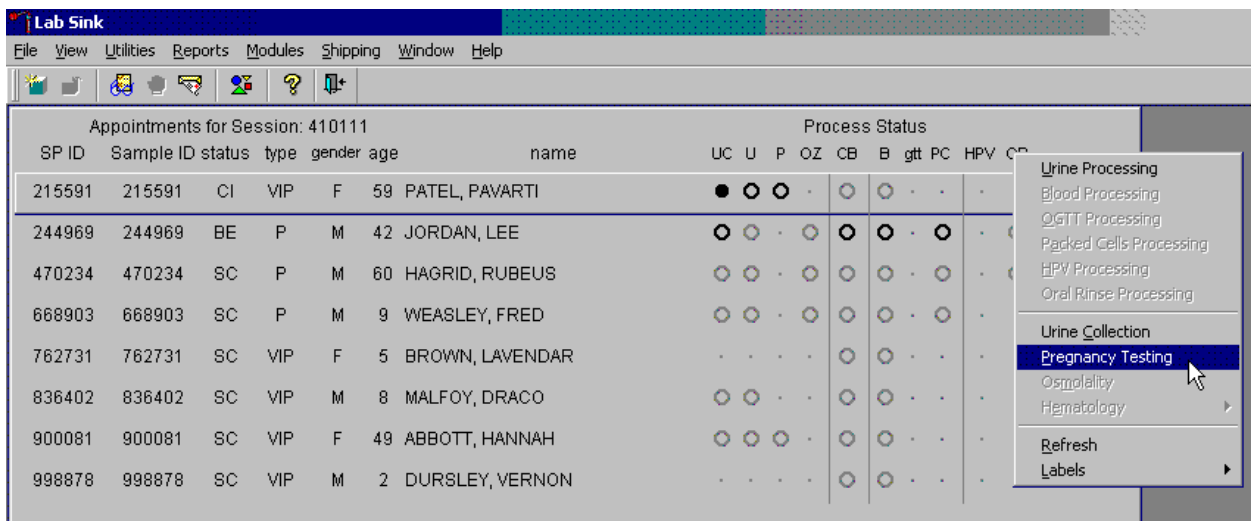 Lab Sink
File View Utilities Reports Modules Shipping Window Help
Appointments for Session: 410111 Process Status
SP ID Sample ID status type gender age name UC U P OZ CB B gtt PC HPV
215591 215591 CI VIP F 59 PATEL, PAVARTI
244969 244969 BE P M 42 JORDAN, LEE
470234 470234 SC P M 60 HAGRID, RUBEUS
668903 668903 SC P M 9 WEASLEY, FRED
762731 762731 SC VIP F 5 BROWN, LAVENDAR
836402 836402 SC VIP M 8 MALFOY, DRACO
900081 900081 SC VIP F 49 ABBOTT, HANNAH
998878 998878 SC VIP M 2 DURSLEY, VERNON
Urine Processing
Blood Processing
OGTT Processing
Packed Cells Processing
HPV Processing
Oral Rinse Processing
Urine Collection
Pregnancy Testing
Osmolality
Hematology
Refresh
Labels